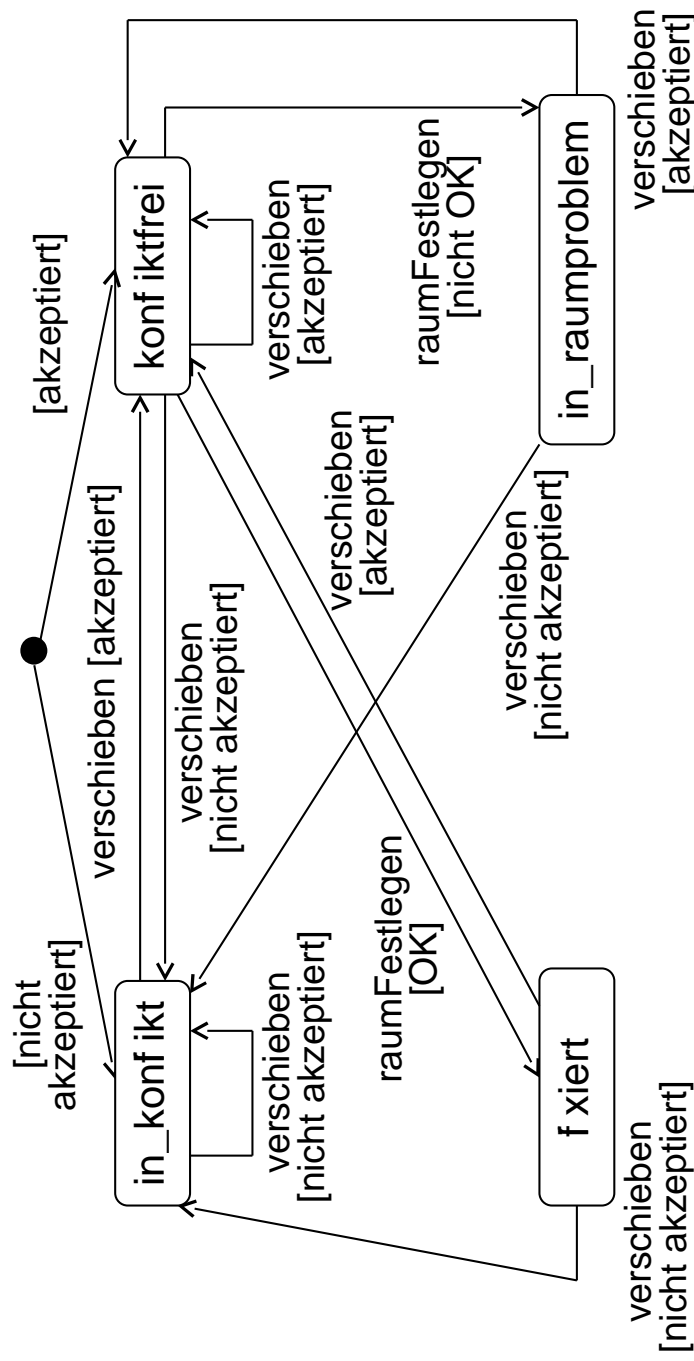 [nicht
akzeptiert]
[akzeptiert]
verschieben [akzeptiert]
in_konf ikt
konf iktfrei
verschieben
[nicht akzeptiert]
verschieben
[nicht akzeptiert]
verschieben
[akzeptiert]
verschieben
[akzeptiert]
raumFestlegen
[OK]
raumFestlegen
[nicht OK]
verschieben
[nicht akzeptiert]
f xiert
in_raumproblem
verschieben
[nicht akzeptiert]
verschieben
[akzeptiert]